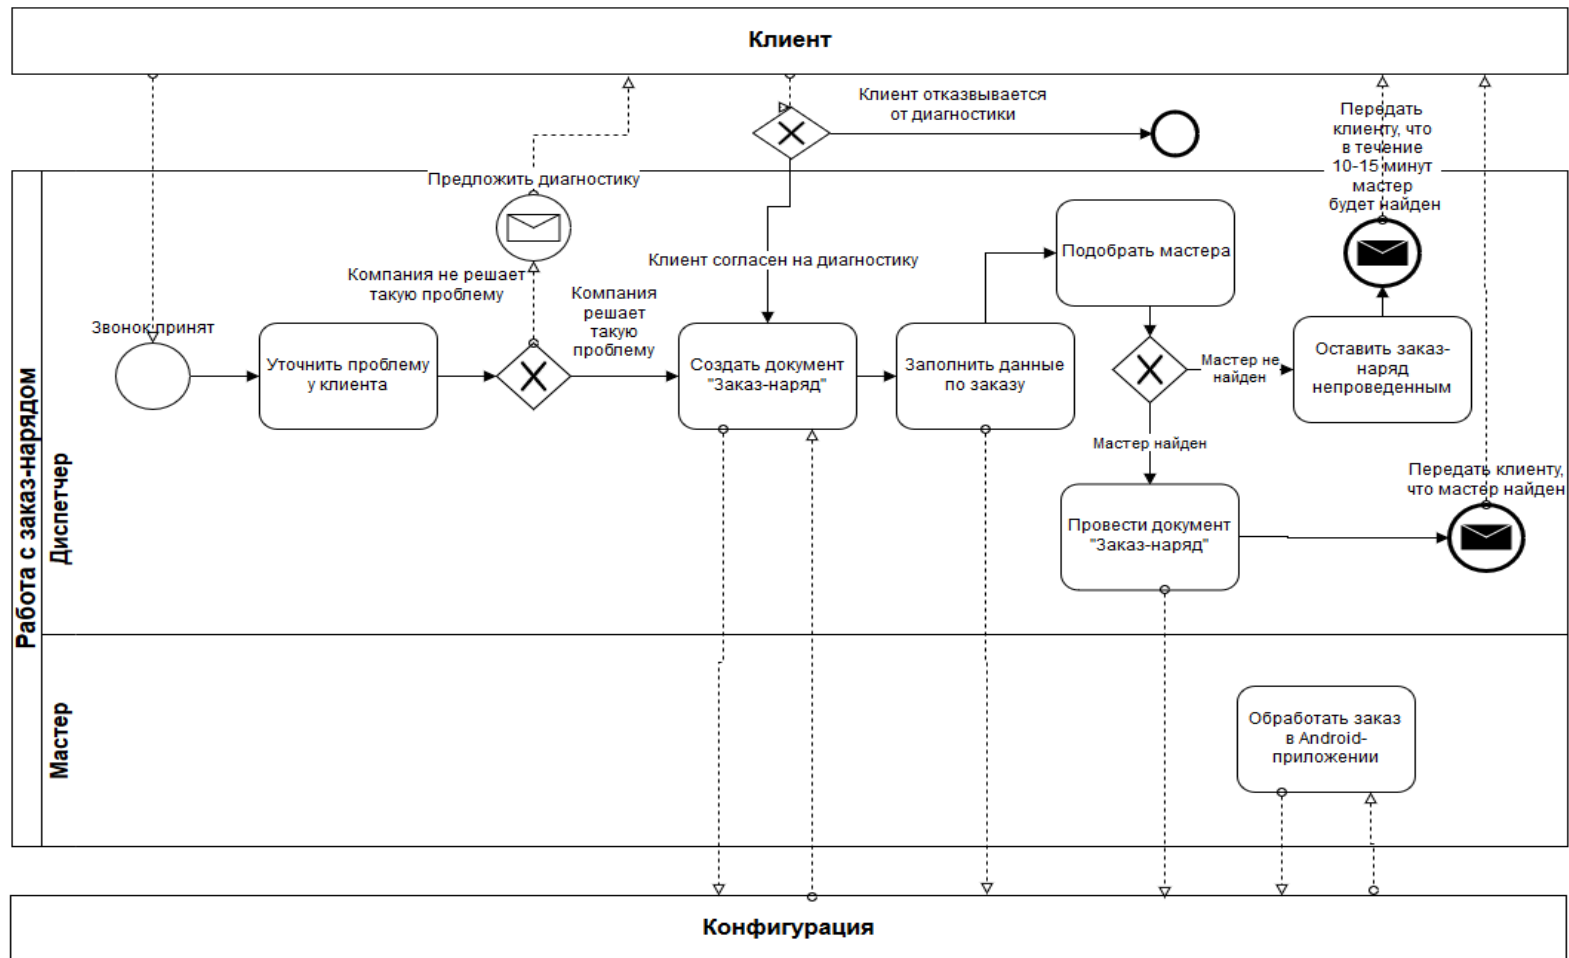 Клиент
Клиент отказвывается
от диагностики
Передать
клиенту, что
в течение
10-15 минут
мастер
будет найден
Предложить диагностику
Подобрать мастера
Клиент согласен на диагностику
Компания не решает
такую проблему
Компания
решает
такую
проблему
Звонок принят
Уточнить проблему
у клиента
Создать документ
"Заказ-наряд"
Заполнить данные
по заказу
Мастер не
найден
Оставить заказ-
наряд
непроведенным
Мастер найден
Передать клиенту,
что мастер найден
Провести документ
"Заказ-наряд"
Работа с заказ-нарядом
Диспетчер
Мастер
Обработать заказ
в Android-
приложении
Конфигурация